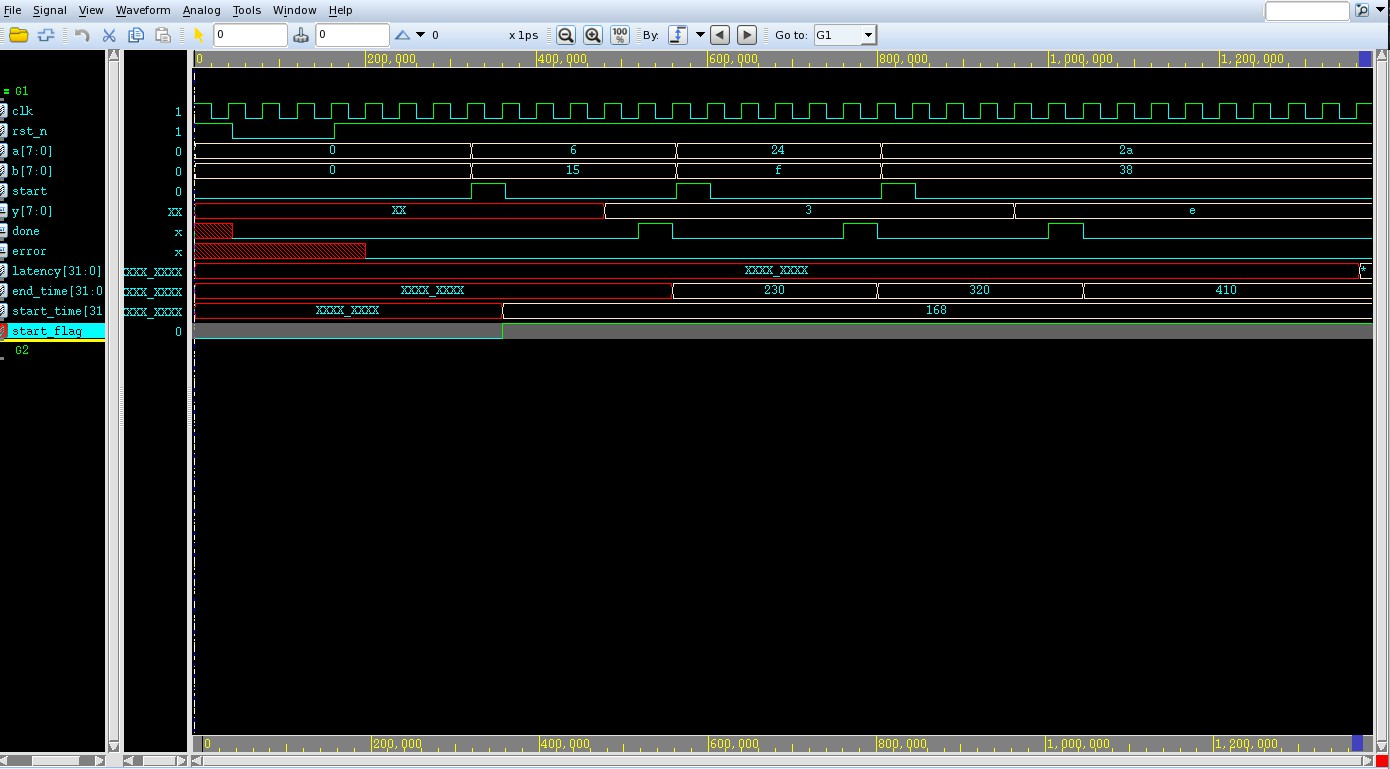 File Signal View Waveform Analog Tools Window Help
0 0 0 x 1ps 100 % By: Go to: G1
0 200,000 400,000 600,000 800,000 1,000,000 1,200,000
G1
clk 1
rst_n 1
a[7:0] 0 0 6 24 2a
b[7:0] 0 0 15 f 38
start 0
y[7:0] XX XX 3 e
done x
error x
latency[31:0] XXXX_XXXX XXXX_XXXX *
end_time[31:0 XXXX_XXXX XXXX_XXXX 230 320 410
start_time[31 XXXX_XXXX XXXX_XXXX 168
start_flag 0
G2
0 200,000 400,000 600,000 800,000 1,000,000 1,200,000